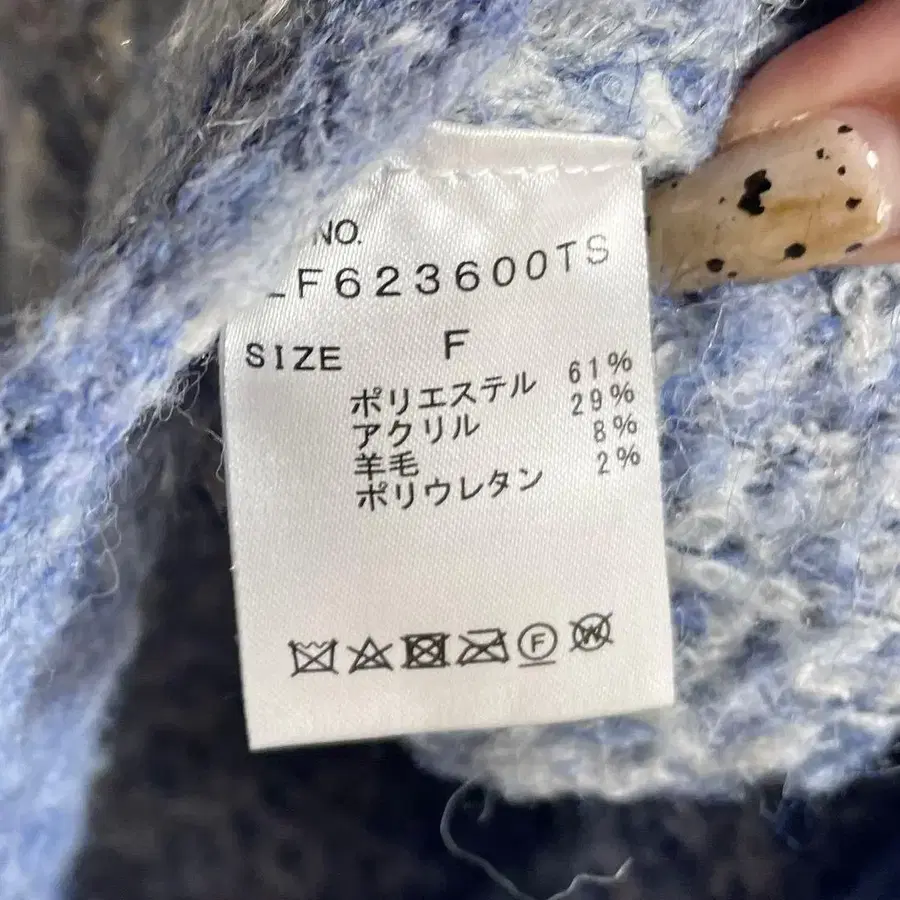 NO.
LF623600TS
SIZE F
ポリエステル 61%
アクリル 29%
羊毛 8%
ポリウレタン 2%
F W